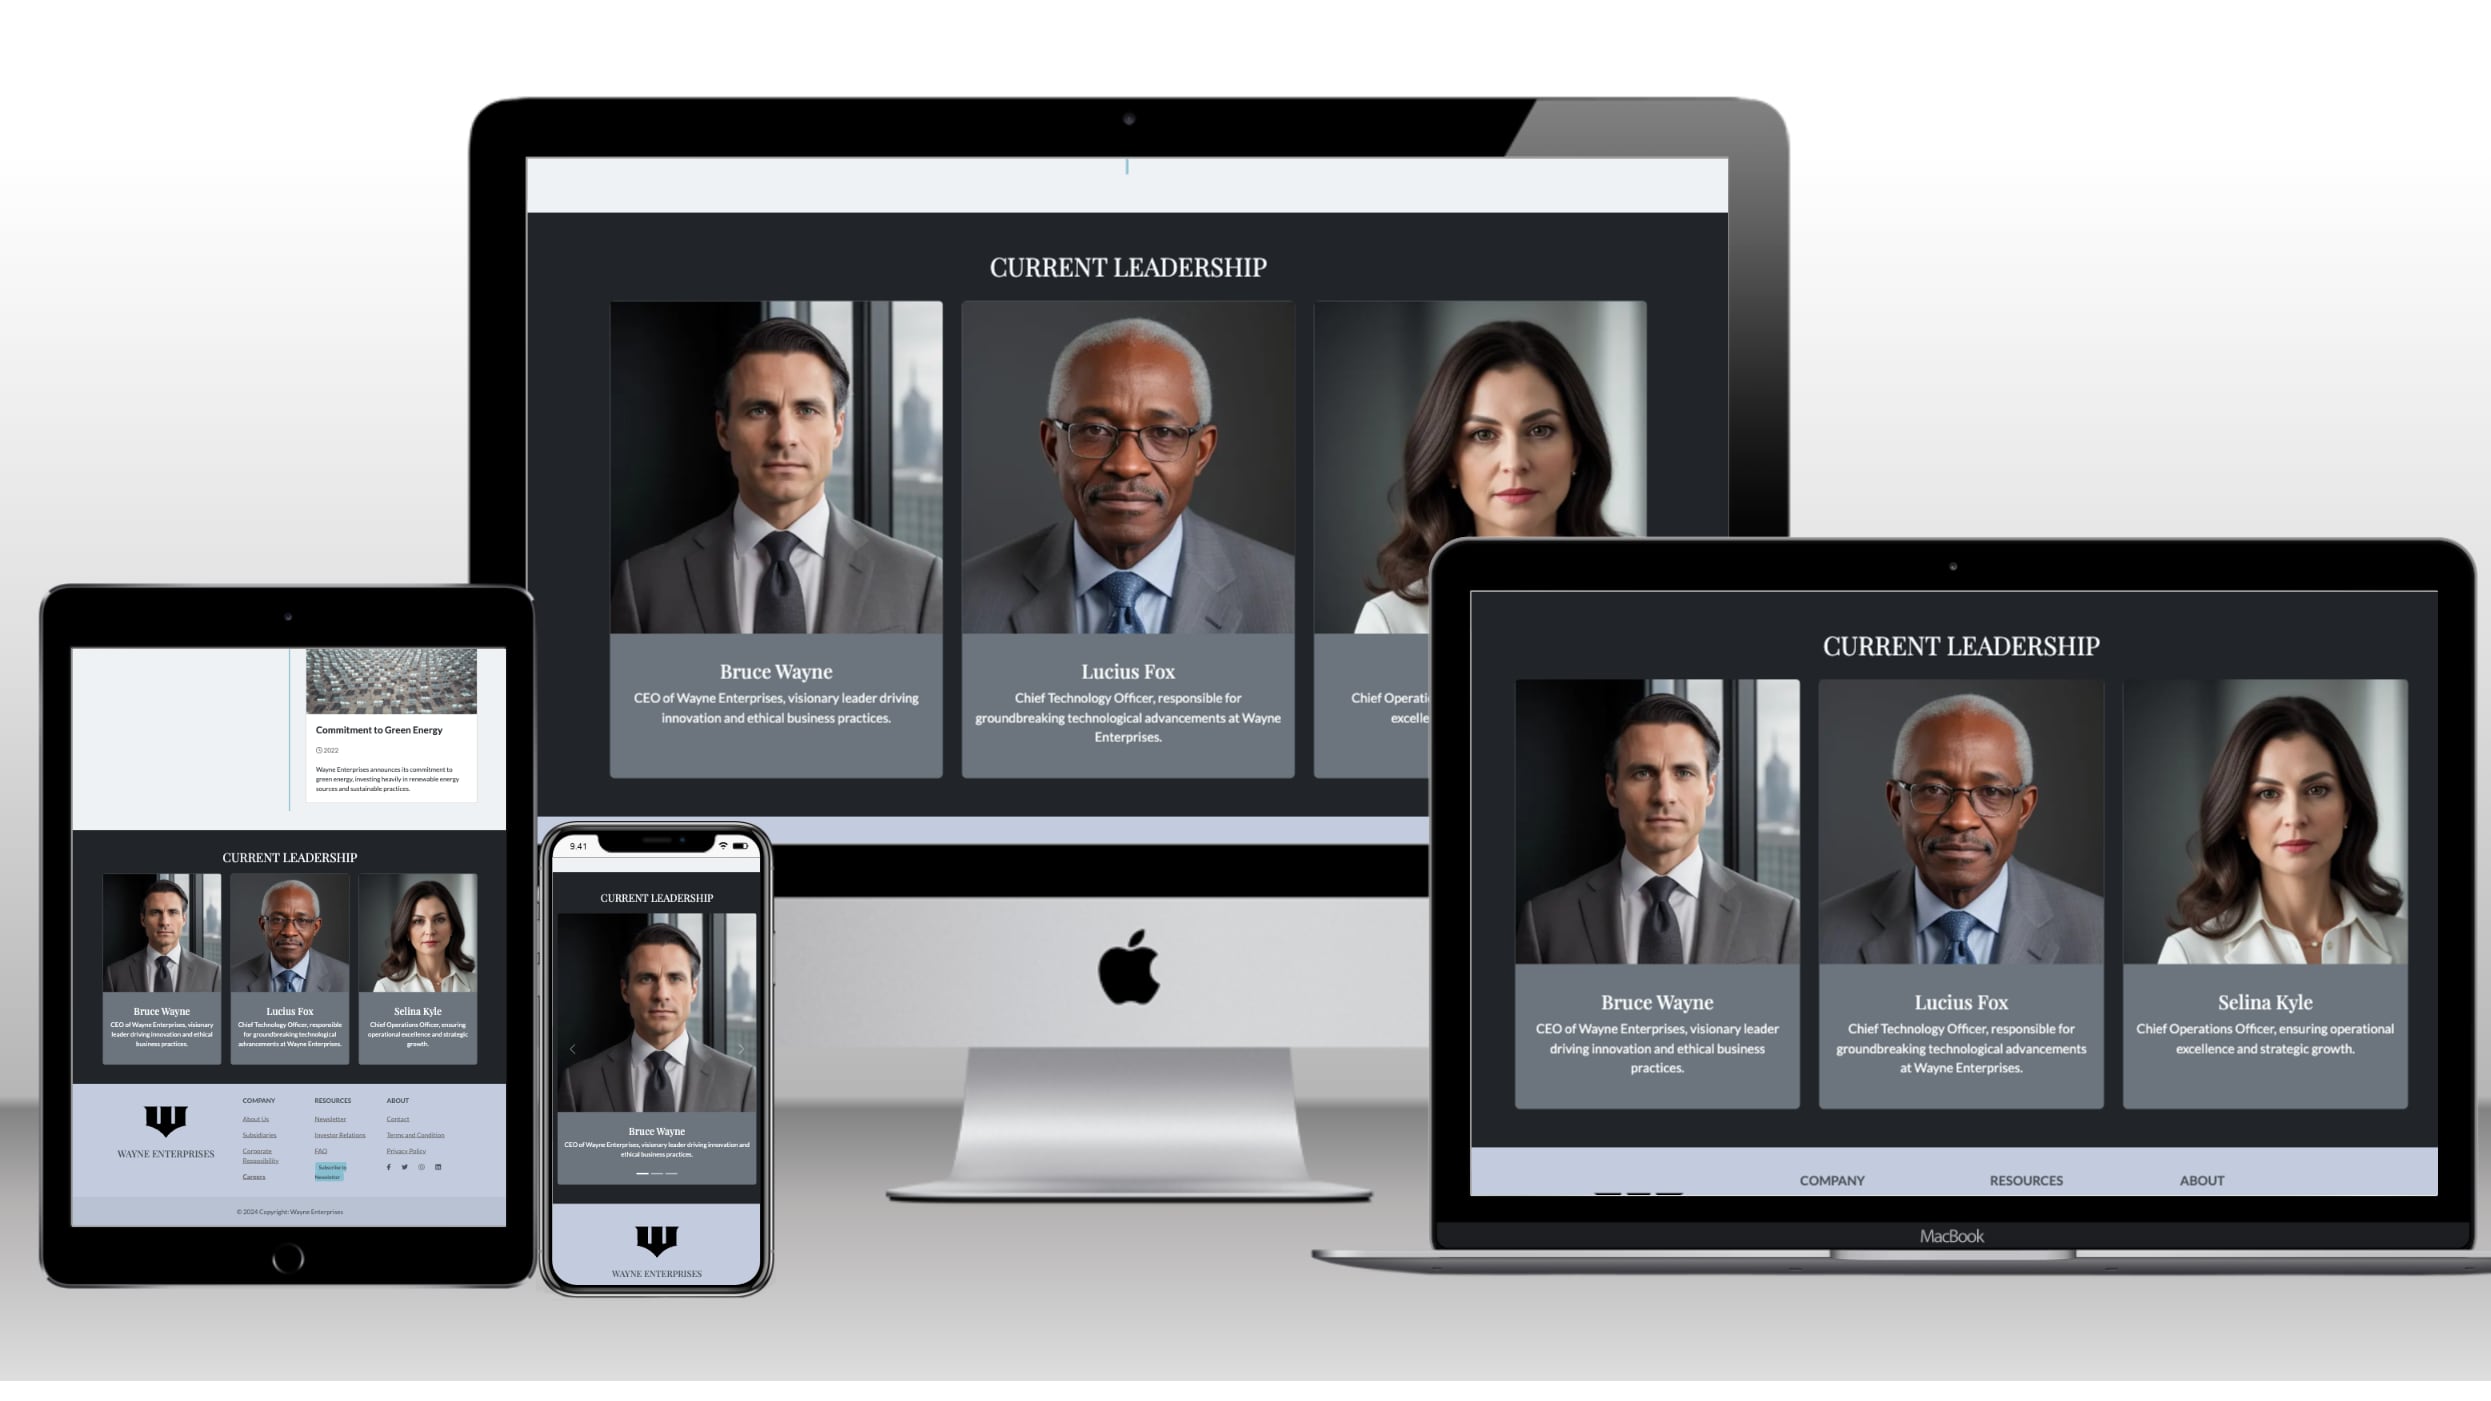 CURRENT LEADERSHIP
Bruce Wayne
CEO of Wayne Enterprises, visionary leader driving
innovation and ethical business practices.
Lucius Fox
Chief Technology Officer, responsible for
groundbreaking technological advancements at Wayne
Enterprises.
Chief Operati
excelle
Commitment to Green Energy
2022
Wayne Enterprises announces its commitment to
green energy, investing heavily in renewable energy
sources and sustainable practices.
CURRENT LEADERSHIP
Bruce Wayne
CEO of Wayne Enterprises, visionary
leader driving innovation and ethical
business practices.
Lucius Fox
Chief Technology Officer, responsible
for groundbreaking technological
advancements at Wayne Enterprises.
Selina Kyle
Chief Operations Officer, ensuring
operational excellence and strategic
growth.
WAYNE ENTERPRISES
COMPANY
About Us
Subsidiaries
Corporate
Responsibility
Careers
RESOURCES
Newsletter
Investor Relations
FAQ
Subscribe to
Newsletter
ABOUT
Contact
Terms and Condition
Privacy Policy
© 2024 Copyright: Wayne Enterprises
9.41
CURRENT LEADERSHIP
Bruce Wayne
CEO of Wayne Enterprises, visionary leader driving innovation and
ethical business practices.
WAYNE ENTERPRISES
CURRENT LEADERSHIP
Bruce Wayne
CEO of Wayne Enterprises, visionary leader
driving innovation and ethical business
practices.
Lucius Fox
Chief Technology Officer, responsible for
groundbreaking technological advancements
at Wayne Enterprises.
Selina Kyle
Chief Operations Officer, ensuring operational
excellence and strategic growth.
COMPANY
RESOURCES
ABOUT
MacBook